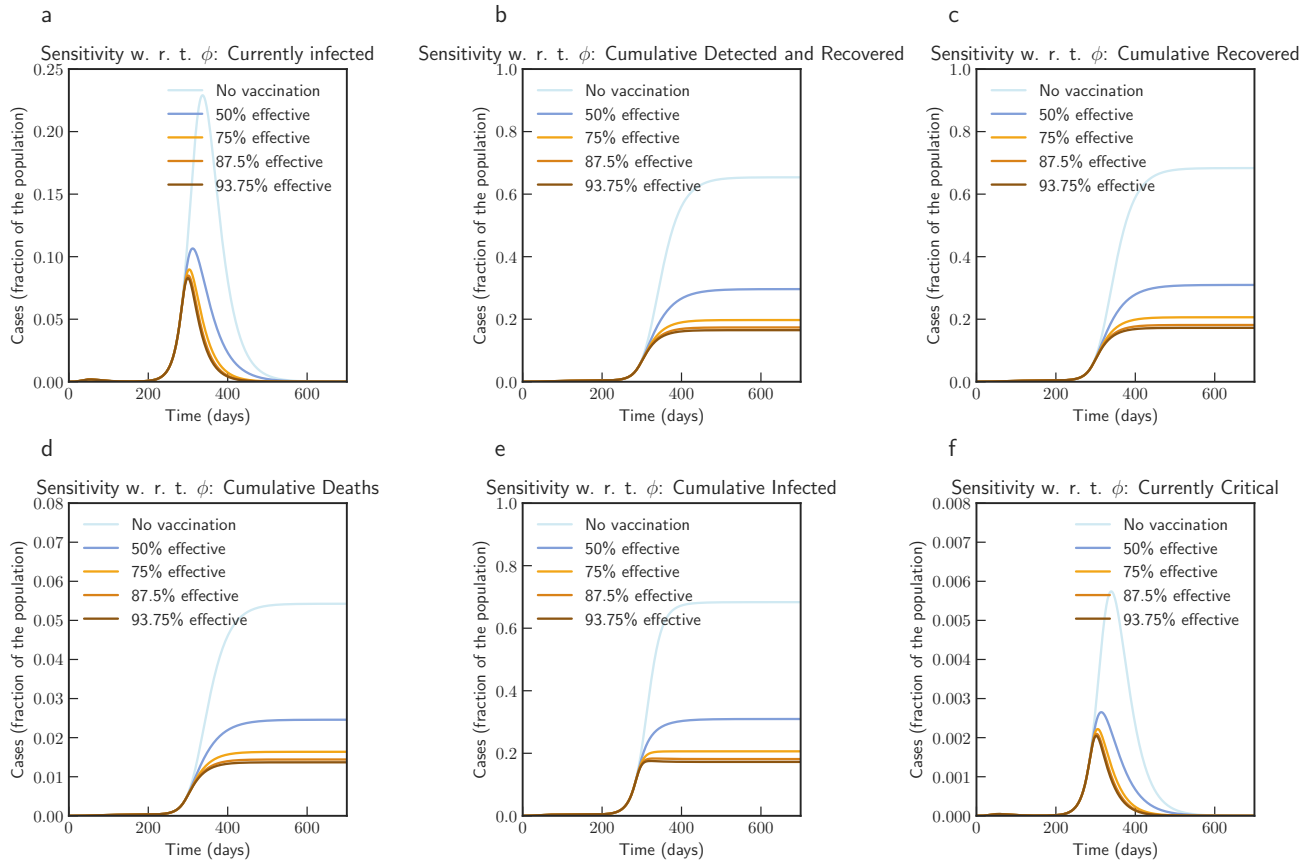 a
Sensitivity w. r. t. ϕ: Currently infected
Cases (fraction of the population)
0.25
0.20
0.15
0.10
0.05
0.00
No vaccination
50% effective
75% effective
87.5% effective
93.75% effective
0 200 400 600
Time (days)
b
Sensitivity w. r. t. ϕ: Cumulative Detected and Recovered
Cases (fraction of the population)
1.0
0.8
0.6
0.4
0.2
0.0
No vaccination
50% effective
75% effective
87.5% effective
93.75% effective
0 200 400 600
Time (days)
c
Sensitivity w. r. t. ϕ: Cumulative Recovered
Cases (fraction of the population)
1.0
0.8
0.6
0.4
0.2
0.0
No vaccination
50% effective
75% effective
87.5% effective
93.75% effective
0 200 400 600
Time (days)
d
Sensitivity w. r. t. ϕ: Cumulative Deaths
Cases (fraction of the population)
0.08
0.07
0.06
0.05
0.04
0.03
0.02
0.01
0.00
No vaccination
50% effective
75% effective
87.5% effective
93.75% effective
0 200 400 600
Time (days)
e
Sensitivity w. r. t. ϕ: Cumulative Infected
Cases (fraction of the population)
1.0
0.8
0.6
0.4
0.2
0.0
No vaccination
50% effective
75% effective
87.5% effective
93.75% effective
0 200 400 600
Time (days)
f
Sensitivity w. r. t. ϕ: Currently Critical
Cases (fraction of the population)
0.008
0.007
0.006
0.005
0.004
0.003
0.002
0.001
0.000
No vaccination
50% effective
75% effective
87.5% effective
93.75% effective
0 200 400 600
Time (days)